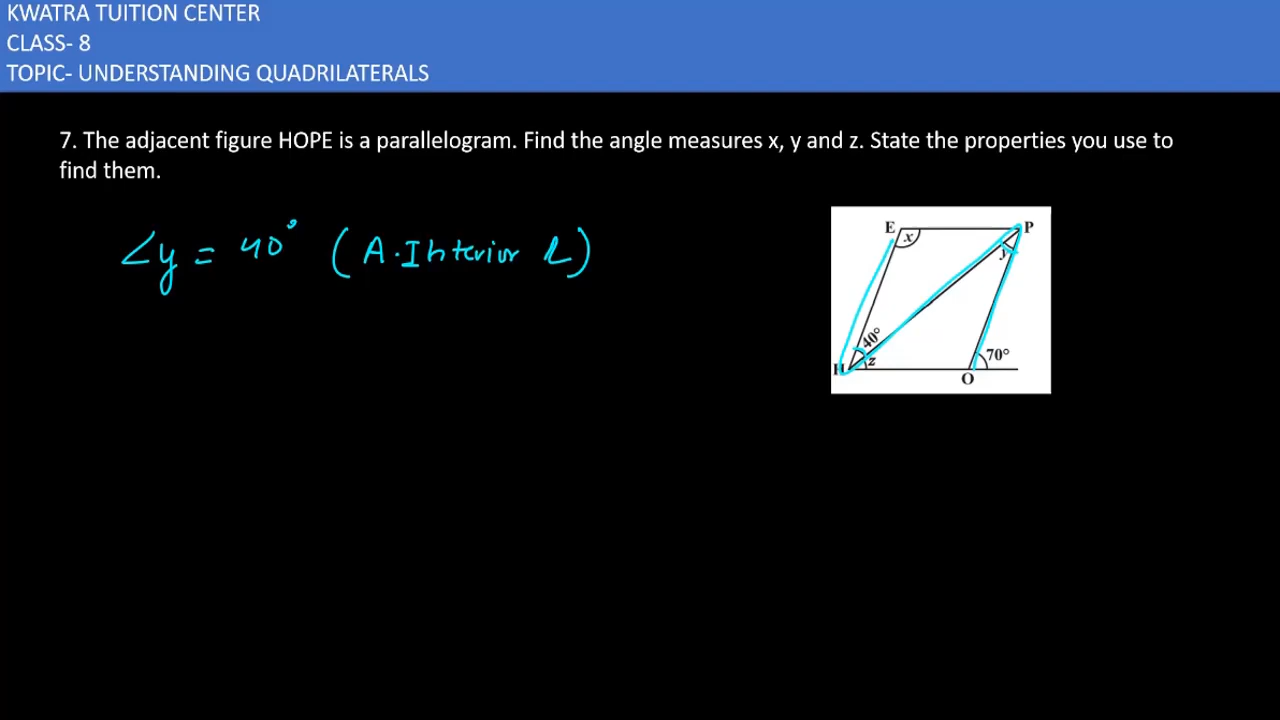 KWATRA TUITION CENTER
CLASS- 8
TOPIC- UNDERSTANDING QUADRILATERALS
7. The adjacent figure HOPE is a parallelogram. Find the angle measures x, y and z. State the properties you use to
find them.
∠y = 40° ( A. Interior ∠)
E
x
P
y
40°
z
H
70°
O